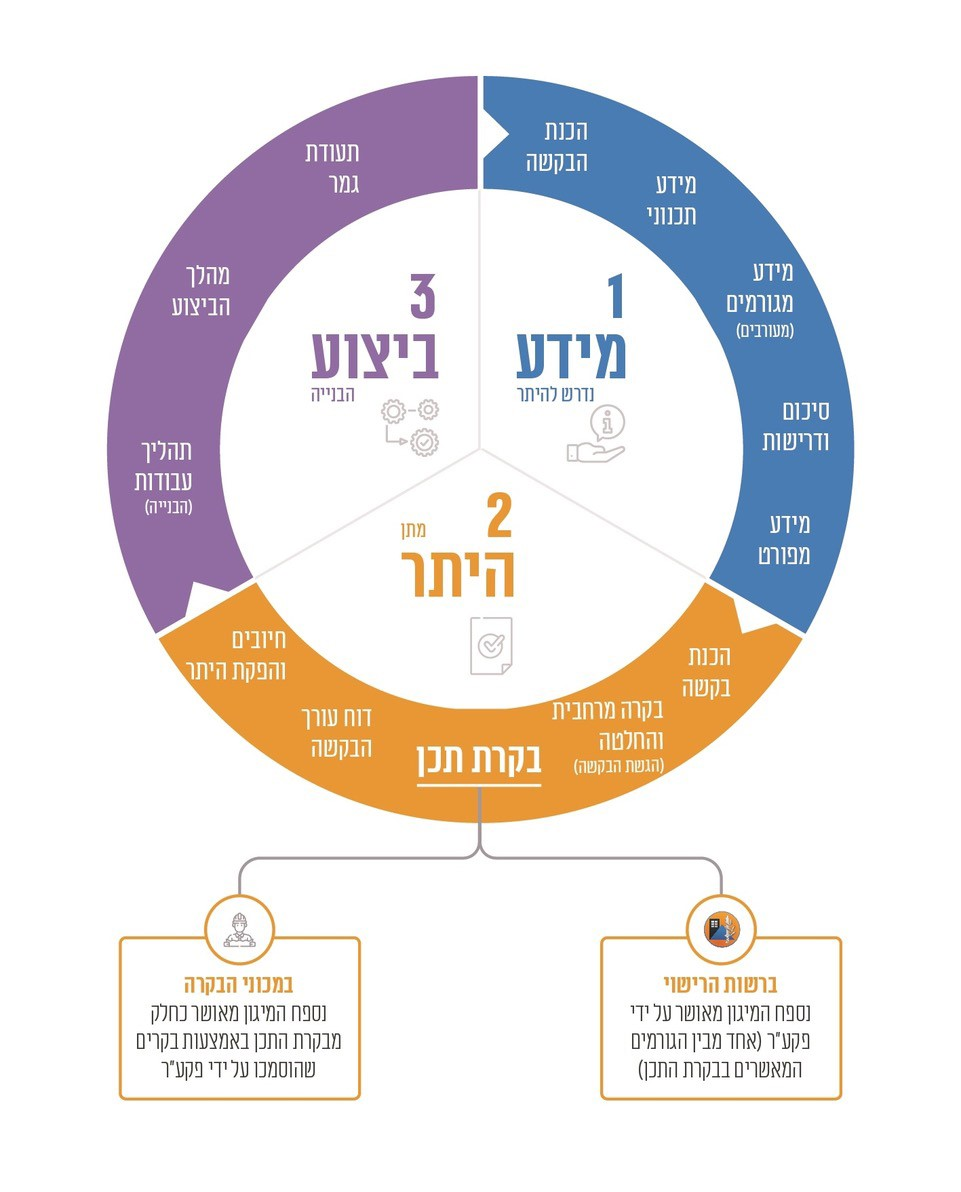 הכנת
הבקשה
מידע
תכנוני
מידע
מגורמים
(מעורבים)
סיכום
ודרישות
מידע
מפורט
1
מידע
נדרש להיתר
2
מתן
היתר
הכנת
בקשה
בקרה מרחבית
והחלטה
(הגשת הבקשה)
בקרת תכן
דוח עורך
הבקשה
חיובים
והפקת היתר
3
ביצוע
הבנייה
תהליך
עבודות
(הבנייה)
מהלך
הביצוע
תעודת
גמר
ברשות הרישוי
נספח המיגון מאושר על ידי
פקע"ר (אחד מבין הגורמים
המאשרים בבקרת התכן)
במכוני הבקרה
נספח המיגון מאושר כחלק
מבקרת התכן באמצעות בקרים
שהוסמכו על ידי פקע"ר